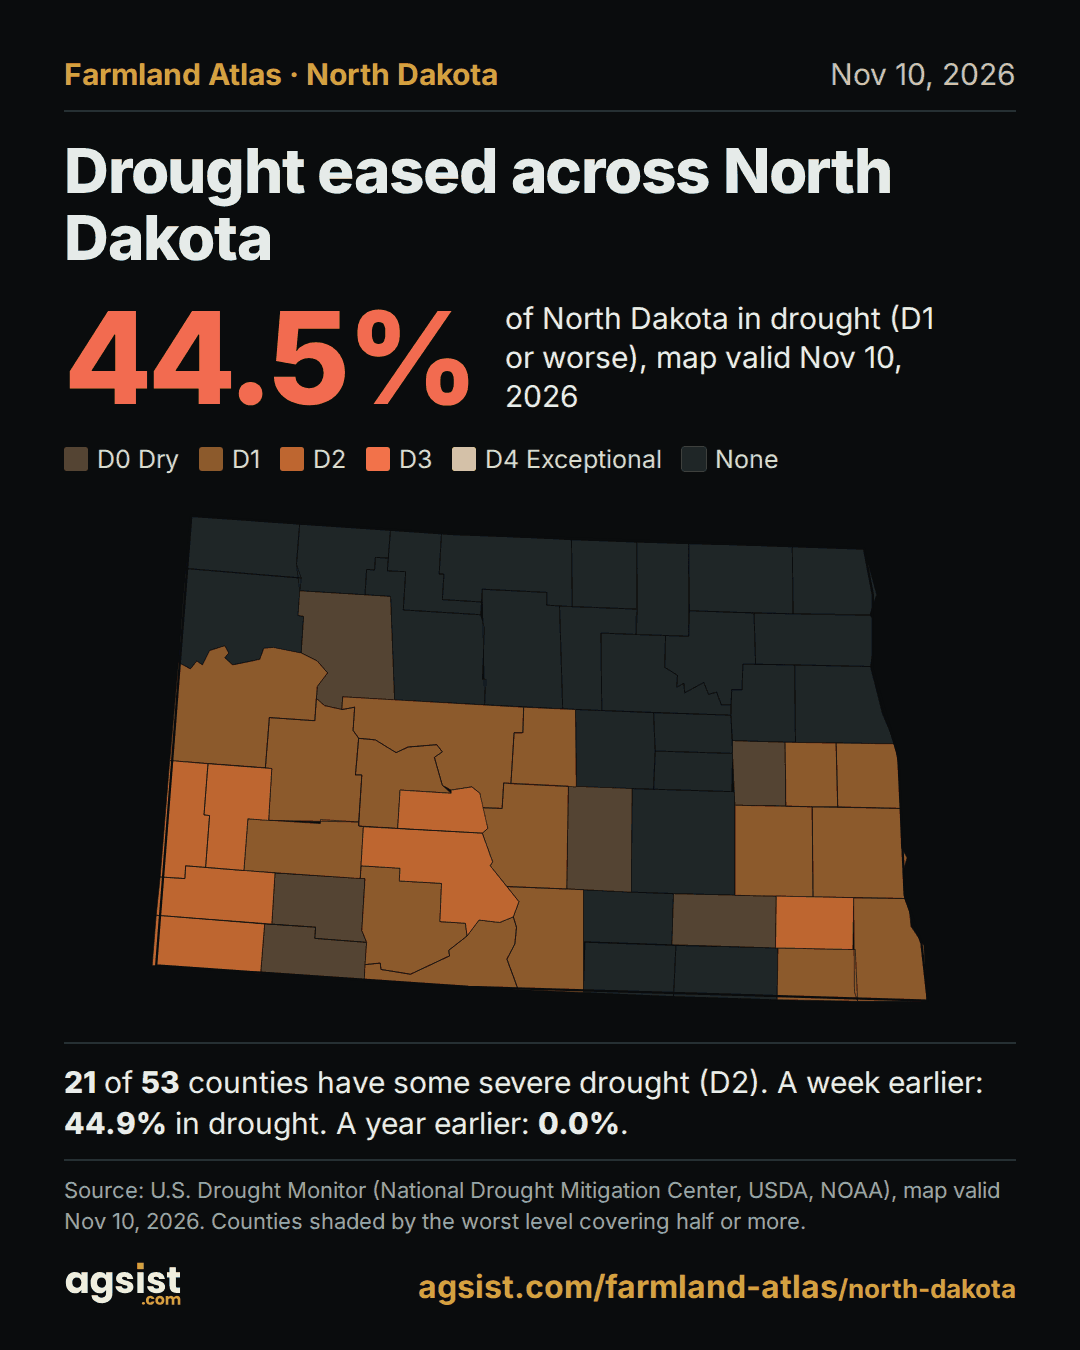 Farmland Atlas · North Dakota
Nov 10, 2026
Drought eased across North
Dakota
44.5%
of North Dakota in drought (D1
or worse), map valid Nov 10,
2026
D0 Dry D1 D2 D3 D4 Exceptional None
21 of 53 counties have some severe drought (D2). A week earlier:
44.9% in drought. A year earlier: 0.0%.
Source: U.S. Drought Monitor (National Drought Mitigation Center, USDA, NOAA), map valid
Nov 10, 2026. Counties shaded by the worst level covering half or more.
agsist
.com
agsist.com/farmland-atlas/north-dakota